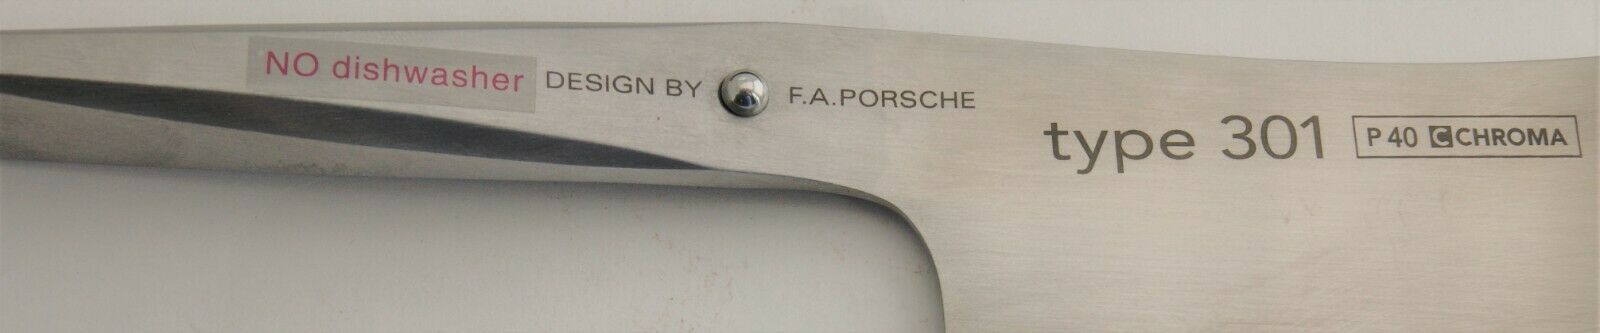 NO dishwasher
DESIGN BY F.A.PORSCHE
type 301 P 40 C CHROMA